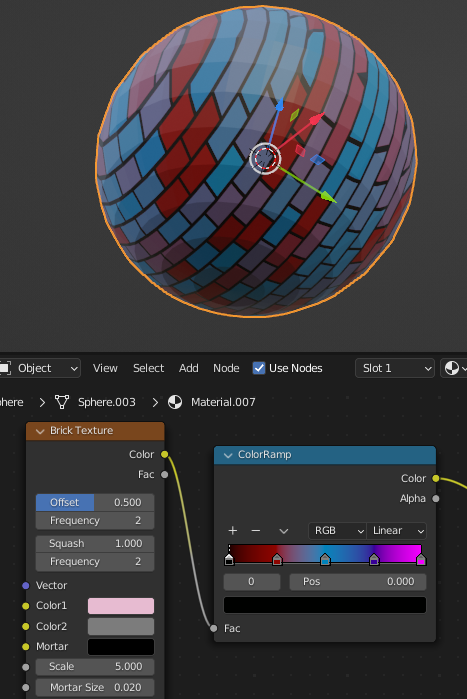 Object View Select Add Node Use Nodes Slot 1
here > Sphere.003 > Material.007
Brick Texture
Color
Fac
Offset 0.500
Frequency 2
Squash 1.000
Frequency 2
Vector
Color1
Color2
Mortar
Scale 5.000
Mortar Size 0.020
ColorRamp
Color
Alpha
+ − RGB Linear
0 Pos 0.000
Fac